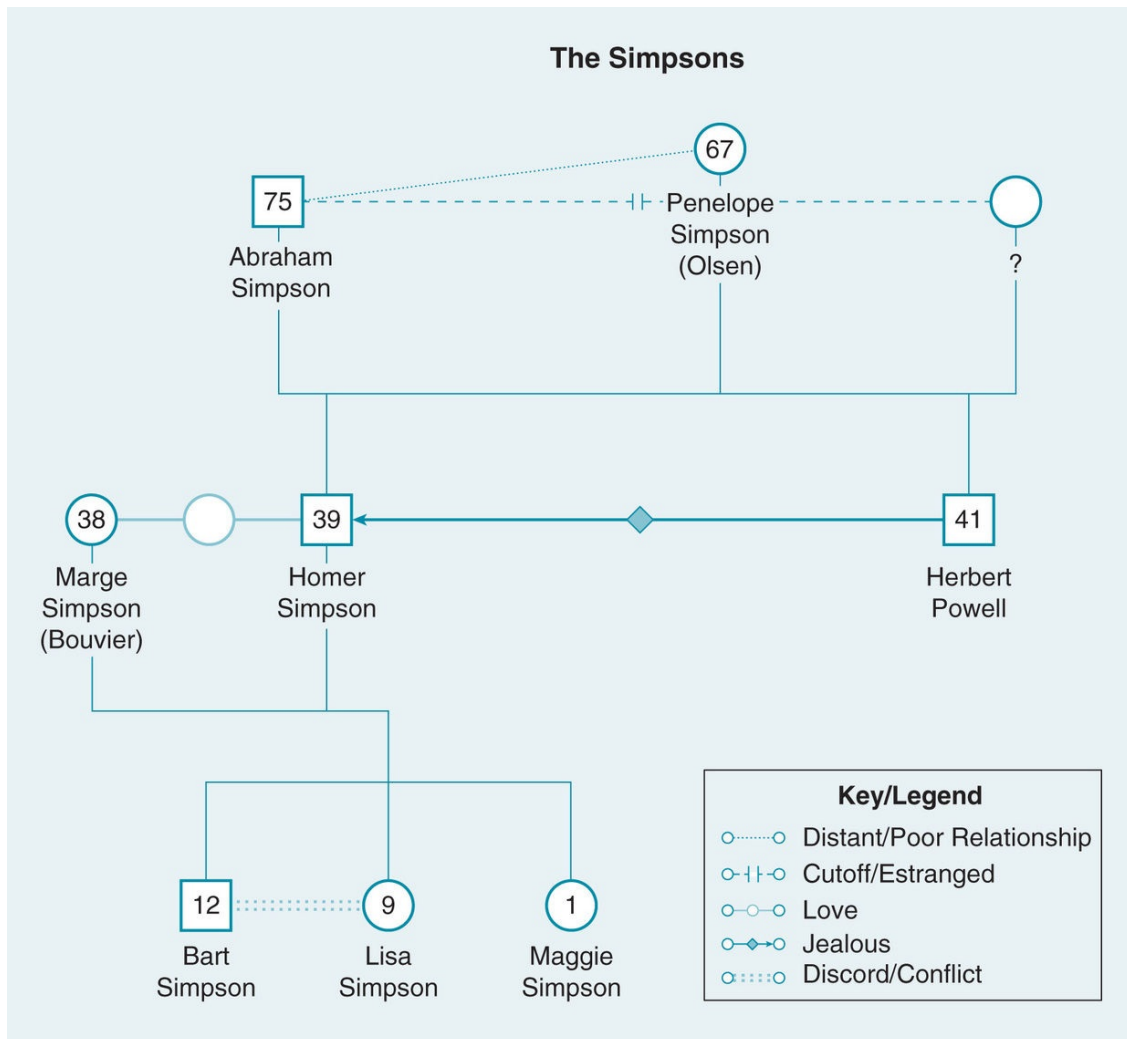 The Simpsons
67
75
Penelope
Simpson
(Olsen)
Abraham
Simpson
?
38
39
41
Marge
Simpson
(Bouvier)
Homer
Simpson
Herbert
Powell
Key/Legend
Distant/Poor Relationship
Cutoff/Estranged
Love
Jealous
Discord/Conflict
12
9
1
Bart
Simpson
Lisa
Simpson
Maggie
Simpson